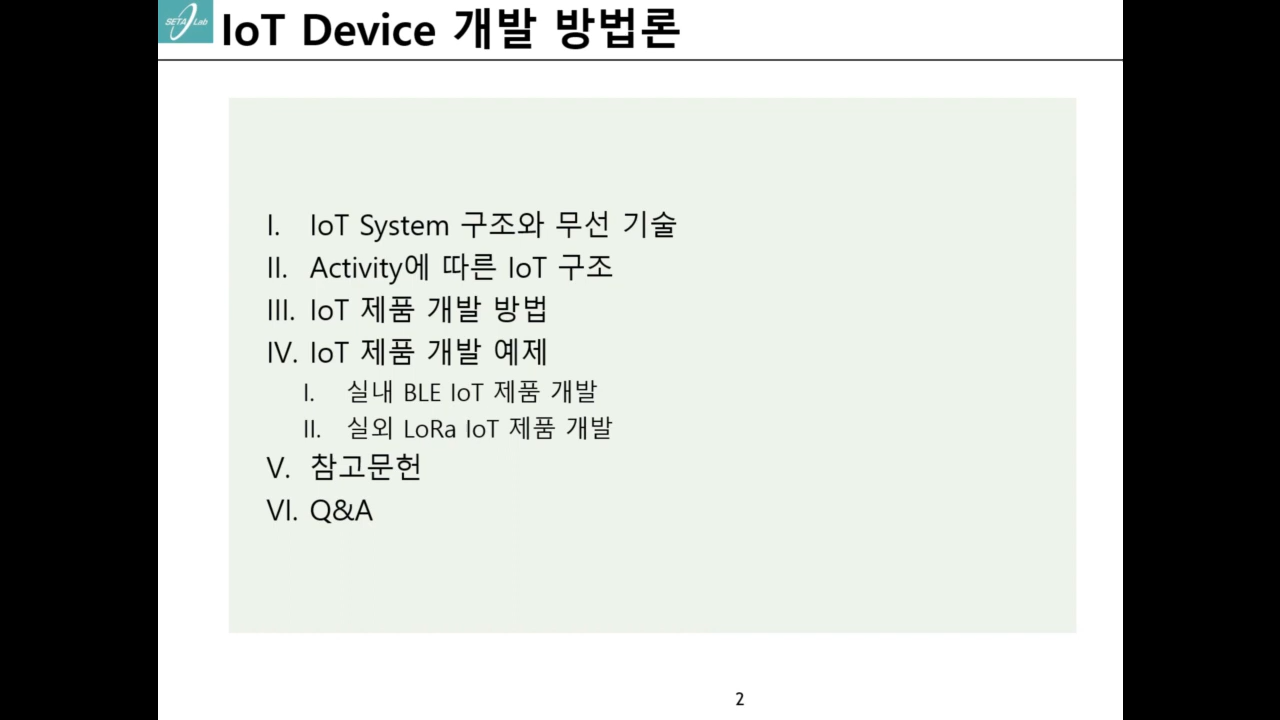 SETA Lab
IoT Device 개발 방법론
I. IoT System 구조와 무선 기술
II. Activity에 따른 IoT 구조
III. IoT 제품 개발 방법
IV. IoT 제품 개발 예제
I. 실내 BLE IoT 제품 개발
II. 실외 LoRa IoT 제품 개발
V. 참고문헌
VI. Q&A
2